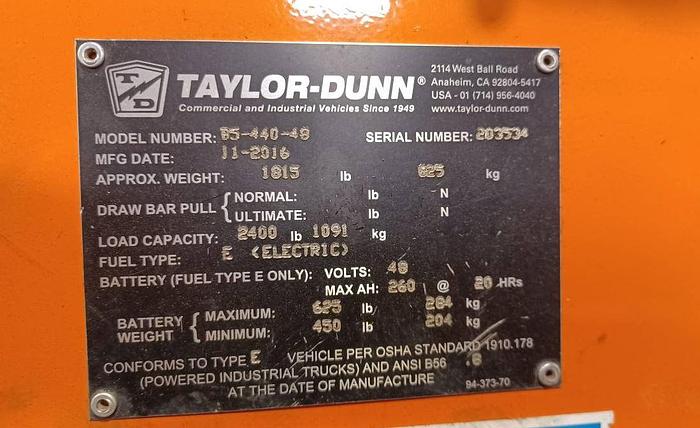 TD
TAYLOR-DUNN®
Commercial and Industrial Vehicles Since 1949
2114 West Ball Road
Anaheim, CA 92804-5417
USA - 01 (714) 956-4040
www.taylor-dunn.com
MODEL NUMBER: B5-440-48 SERIAL NUMBER: 203534
MFG DATE: 11-2016
APPROX. WEIGHT: 1815 lb 825 kg
DRAW BAR PULL { NORMAL: lb N
ULTIMATE: lb N
LOAD CAPACITY: 2400 lb 1091 kg
FUEL TYPE: E (ELECTRIC)
BATTERY (FUEL TYPE E ONLY): VOLTS: 48
MAX AH: 260 @ 20 HRs
BATTERY WEIGHT { MAXIMUM: 625 lb 284 kg
MINIMUM: 450 lb 204 kg
CONFORMS TO TYPE E VEHICLE PER OSHA STANDARD 1910.178
(POWERED INDUSTRIAL TRUCKS) AND ANSI B56 .8
AT THE DATE OF MANUFACTURE
94-373-70